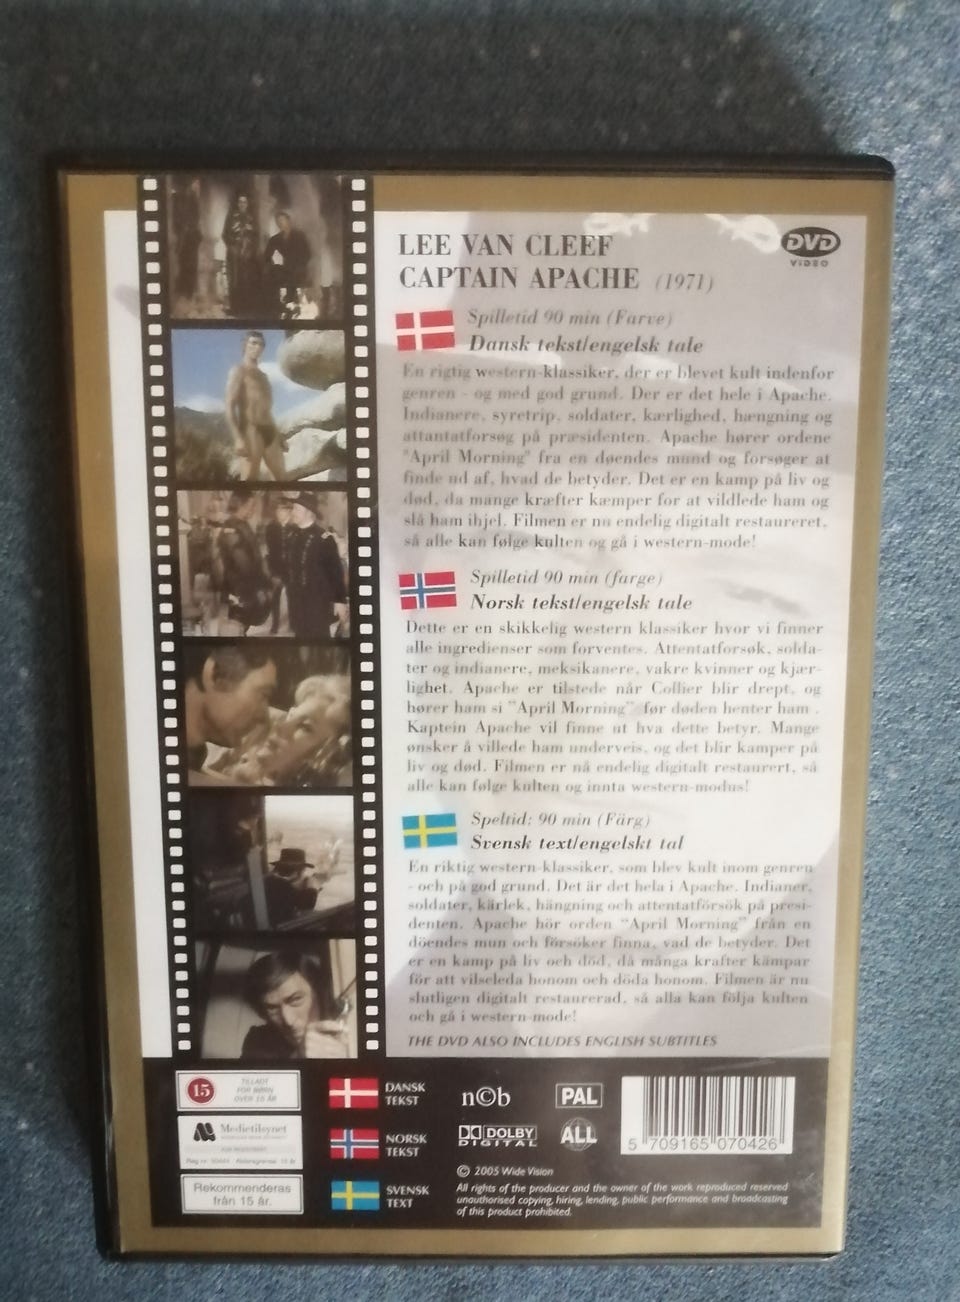 LEE VAN CLEEF
CAPTAIN APACHE (1971)
DVD
VIDEO
Spilletid 90 min (Farve)
Dansk tekst/engelsk tale
En rigtig western-klassiker, der er blevet kult indenfor
genren - og med god grund. Der er det hele i Apache.
Indianere, syretrip, soldater, kærlighed, hængning og
attantatforsøg på præsidenten. Apache hører ordene
"April Morning" fra en døendes mund og forsøger at
finde ud af, hvad de betyder. Det er en kamp på liv og
død, da mange kræfter kæmper for at vildlede ham og
slå ham ihjel. Filmen er nu endelig digitalt restaureret,
så alle kan følge kulten og gå i western-mode!
Spilletid 90 min (farge)
Norsk tekst/engelsk tale
Dette er en skikkelig western klassiker hvor vi finner
alle ingredienser som forventes. Attentatforsøk, solda-
ter og indianere, meksikanere, vakre kvinner og kjær-
lighet. Apache er tilstede når Collier blir drept, og
hører ham si "April Morning" før døden henter ham .
Kaptein Apache vil finne ut hva dette betyr. Mange
ønsker å villede ham underveis, og det blir kamper på
liv og død. Filmen er nå endelig digitalt restaurert, så
alle kan følge kulten og innta western-modus!
Speltid: 90 min (Färg)
Svensk text/engelskt tal
En riktig western-klassiker, som blev kult inom genren
- och på god grund. Det är det hela i Apache. Indianer,
soldater, kärlek, hängning och attentatförsök på presi-
denten. Apache hör orden "April Morning" från en
döendes mun och försöker finna, vad de betyder. Det
er en kamp på liv och död, då många krafter kämpar
för att vilseleda honom och döda honom. Filmen är nu
slutligen digitalt restaurerad, så alla kan följa kulten
och gå i western-mode!
THE DVD ALSO INCLUDES ENGLISH SUBTITLES
15
TILLADT
FOR BØRN
OVER 15 ÅR
Medietilsynet
Rekommenderas
från 15 år.
DANSK
TEKST
NORSK
TEKST
SVENSK
TEXT
n©b
PAL
DOLBY
DIGITAL
ALL
5 709165 070426
© 2005 Wide Vision
All rights of the producer and the owner of the work reproduced reserved
unauthorised copying, hiring, lending, public performance and broadcasting
of this product prohibited.